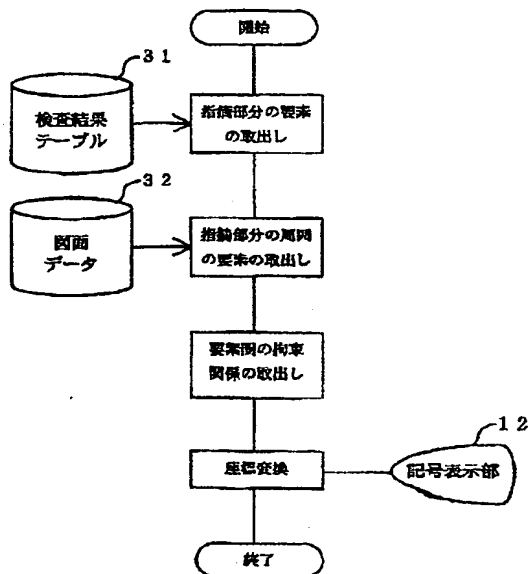 開始
31
検査結果
テーブル
指摘部分の要素
の取出し
32
図面
データ
指摘部分の周囲
の要素の取出し
要素間の拘束
関係の取出し
12
座標変換
記号表示部
終了